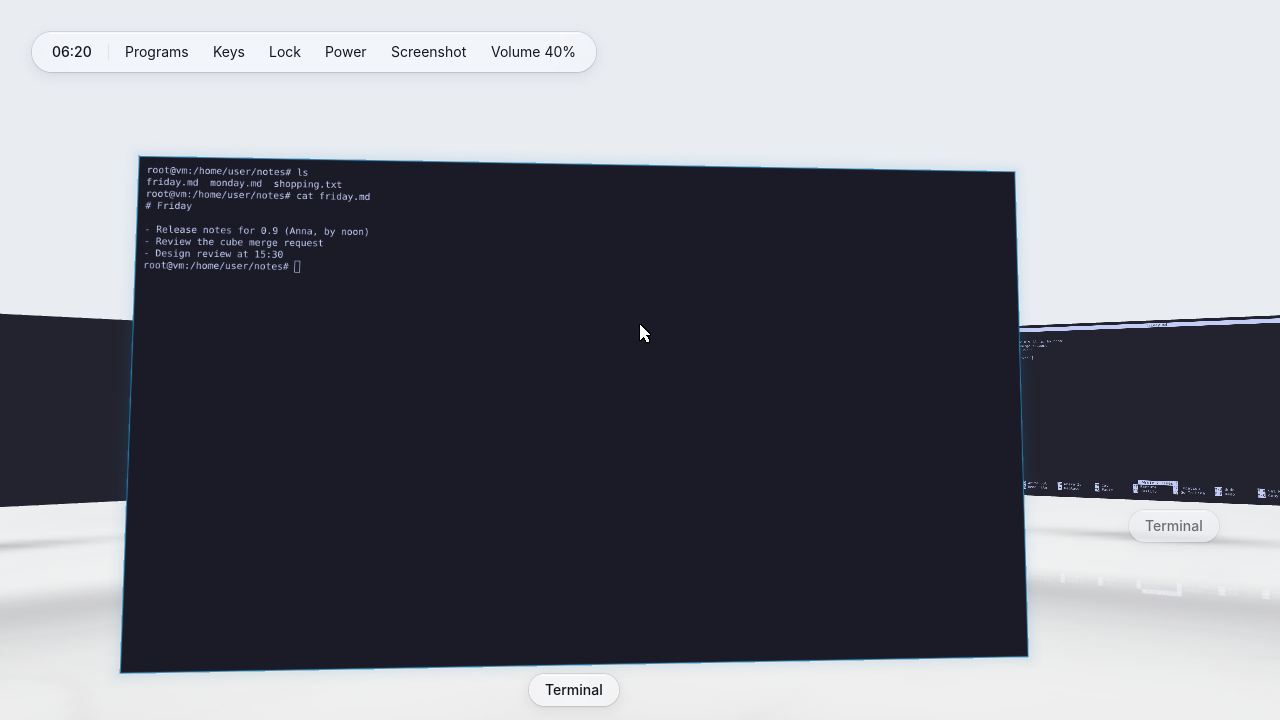 06:20 Programs Keys Lock Power Screenshot Volume 40%
root@vm:/home/user/notes# ls
friday.md monday.md shopping.txt
root@vm:/home/user/notes# cat friday.md
# Friday
- Release notes for 0.9 (Anna, by noon)
- Review the cube merge request
- Design review at 15:30
root@vm:/home/user/notes#
Terminal
Terminal